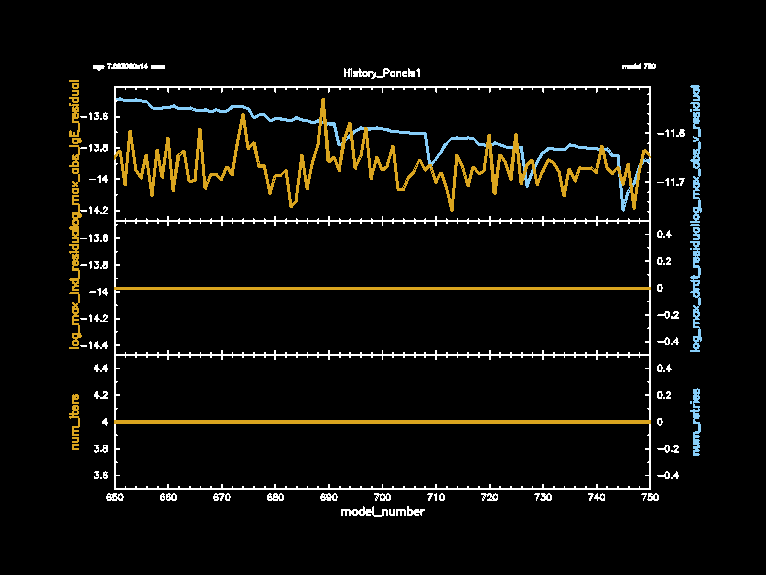 model 750
History_Panels1
log_max_abs_lgE_residual
-13.6
-13.8
-14
-14.2
-11.6
-11.7
log_max_abs_v_residual
log_max_lnd_residual
-13.6
-13.8
-14
-14.2
-14.4
0.4
0.2
0
-0.2
-0.4
log_max_drdt_residual
num_iters
4.4
4.2
4
3.8
3.6
0.4
0.2
0
-0.2
-0.4
num_retries
650 660 670 680 690 700 710 720 730 740 750
model_number